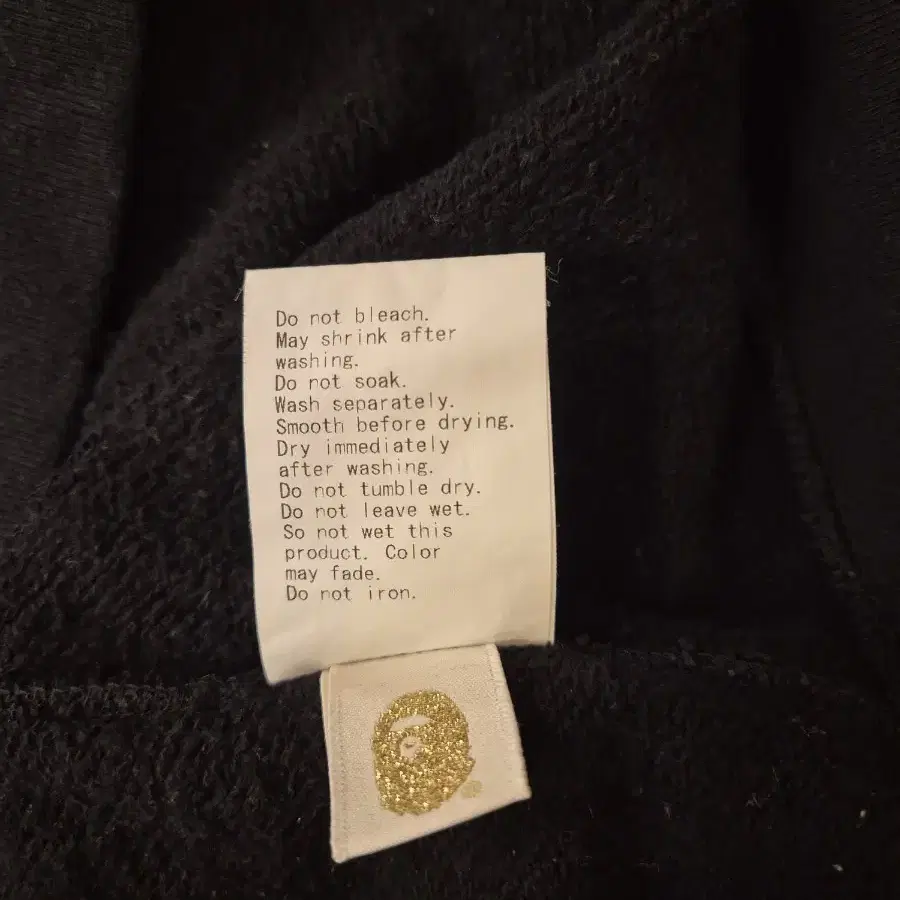 Do not bleach.
May shrink after
washing.
Do not soak.
Wash separately.
Smooth before drying.
Dry immediately
after washing.
Do not tumble dry.
Do not leave wet.
So not wet this
product. Color
may fade.
Do not iron.